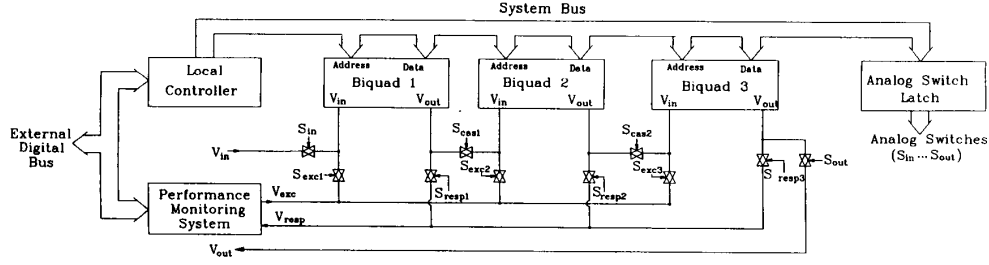 System Bus
Local
Controller
Address Data
Biquad 1
Vin Vout
Address Data
Biquad 2
Vin Vout
Address Data
Biquad 3
Vin Vout
Analog Switch
Latch
External
Digital
Bus
Analog Switches
(Sin ... Sout)
Vin
Sin
Scas1
Scas2
Sexc1
Sexc2
Sexc3
Sresp1
Sresp2
Sresp3
Sout
Performance
Monitoring
System
Vexc
Vresp
Vout